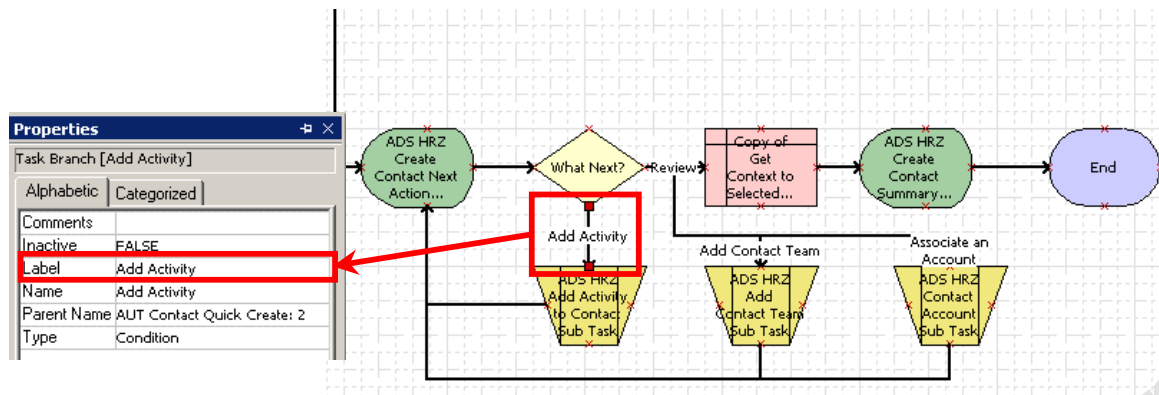 Properties
Task Branch [Add Activity]
Alphabetic Categorized
Comments
Inactive FALSE
Label Add Activity
Name Add Activity
Parent Name AUT Contact Quick Create: 2
Type Condition
ADS HRZ
Create
Contact Next
Action...
What Next?
Review
Copy of
Get
Context to
Selected...
ADS HRZ
Create
Contact
Summary...
End
Add Activity
Add Contact Team
Associate an
Account
ADS HRZ
Add Activity
to Contact
Sub Task
ADS HRZ
Add
Contact Team
Sub Task
ADS HRZ
Contact
Account
Sub Task